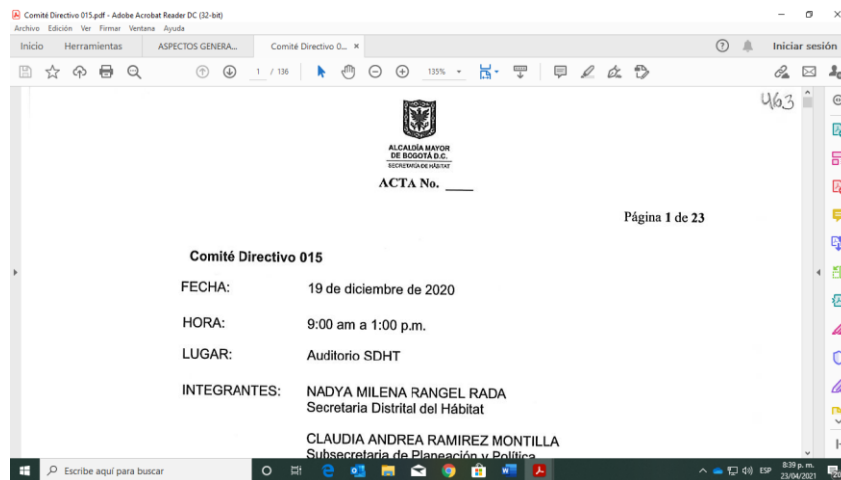 Comité Directivo 015.pdf - Adobe Acrobat Reader DC (32-bit)
Archivo Edición Ver Firmar Ventana Ayuda
Inicio Herramientas ASPECTOS GENERA... Comité Directivo 0... × Iniciar sesión
1 / 136 135%
463
ALCALDÍA MAYOR
DE BOGOTÁ D.C.
SECRETARÍA DE HÁBITAT
ACTA No. ____
Página 1 de 23
Comité Directivo 015
FECHA: 19 de diciembre de 2020
HORA: 9:00 am a 1:00 p.m.
LUGAR: Auditorio SDHT
INTEGRANTES: NADYA MILENA RANGEL RADA
Secretaria Distrital del Hábitat
CLAUDIA ANDREA RAMIREZ MONTILLA
Subsecretaria de Planeación y Política
Escribe aquí para buscar
ESP 8:39 p. m.
23/04/2021